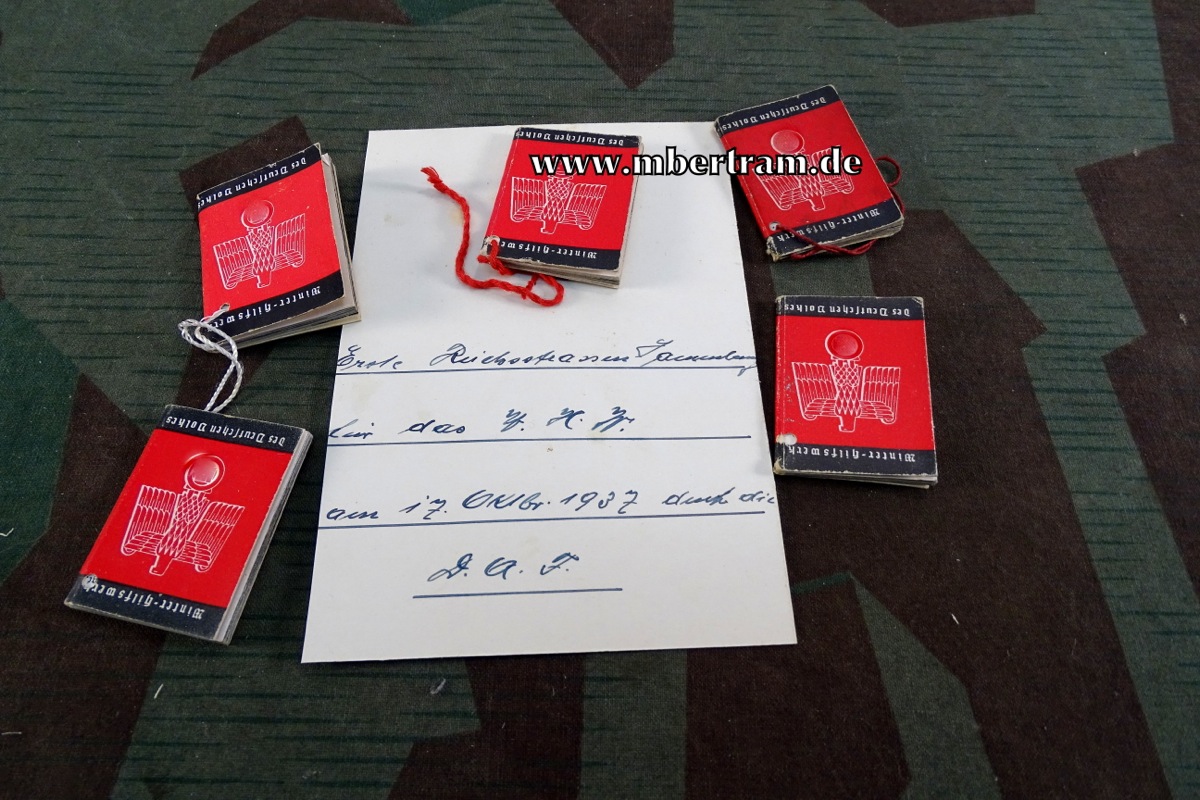 www.mbertram.de
Winter-Hilfswerk
des Deutschen Volkes
Winter-Hilfswerk
des Deutschen Volkes
Winter-Hilfswerk
des Deutschen Volkes
Winter-Hilfswerk
des Deutschen Volkes
Winter-Hilfswerk
des Deutschen Volkes
Erste Reichsstrassen Sammlung
für das W. H. W.
am 17. Oktbr. 1937 durch die
D. A. F.